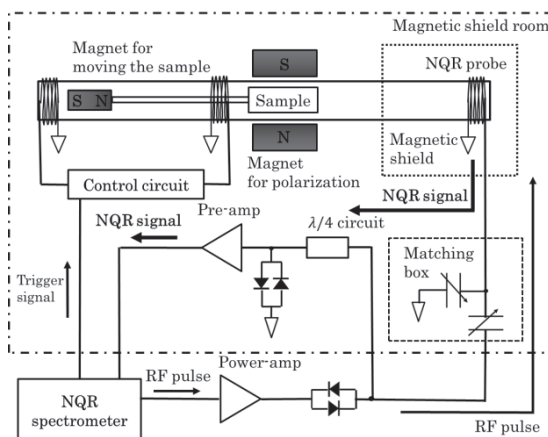 Magnetic shield room
Magnet for
moving the sample
S
NQR probe
S N
Sample
N
Magnet
for polarization
Magnetic
shield
Control circuit
NQR signal
Pre-amp
NQR signal
λ/4 circuit
Matching
box
Trigger
signal
Power-amp
RF pulse
NQR
spectrometer
RF pulse